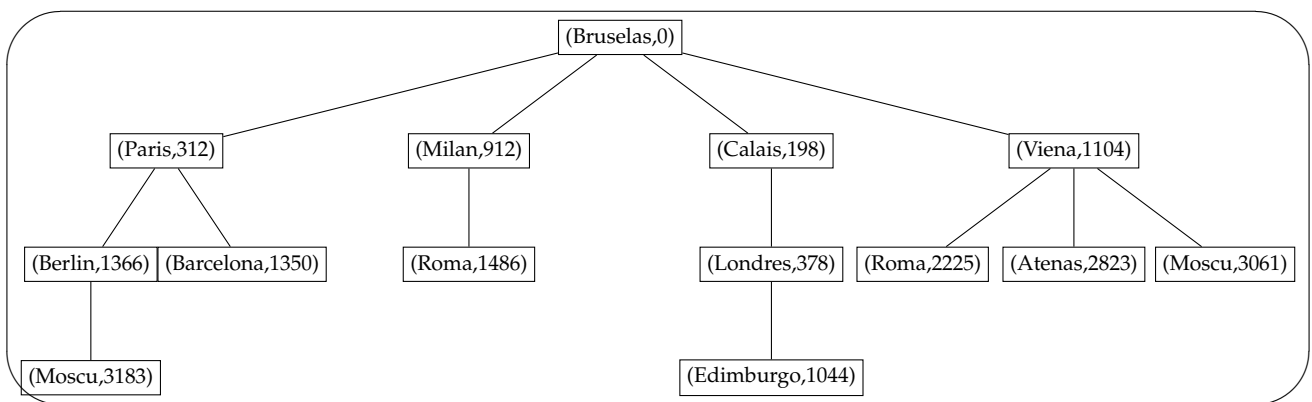 (Bruselas,0)
(Paris,312) (Milan,912) (Calais,198) (Viena,1104)
(Berlin,1366) (Barcelona,1350) (Roma,1486) (Londres,378) (Roma,2225) (Atenas,2823) (Moscu,3061)
(Moscu,3183) (Edimburgo,1044)